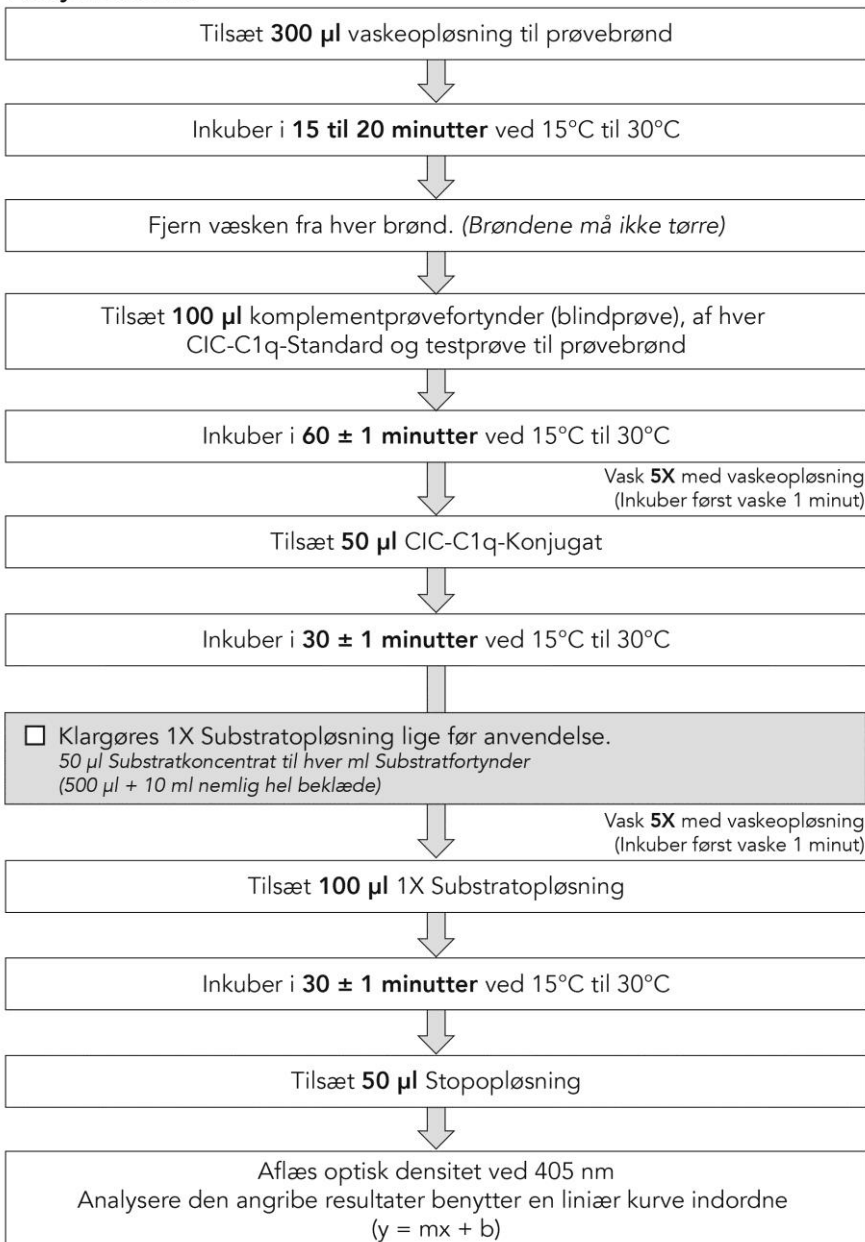 Tilsæt 300 µl vaskeopløsning til prøvebrønd
Inkuber i 15 til 20 minutter ved 15°C til 30°C
Fjern væsken fra hver brønd. (Brøndene må ikke tørre)
Tilsæt 100 µl komplementprøvefortynder (blindprøve), af hver
CIC-C1q-Standard og testprøve til prøvebrønd
Inkuber i 60 ± 1 minutter ved 15°C til 30°C
Vask 5X med vaskeopløsning
(Inkuber først vaske 1 minut)
Tilsæt 50 µl CIC-C1q-Konjugat
Inkuber i 30 ± 1 minutter ved 15°C til 30°C
Klargøres 1X Substratopløsning lige før anvendelse.
50 µl Substratkoncentrat til hver ml Substratfortynder
(500 µl + 10 ml nemlig hel beklæde)
Vask 5X med vaskeopløsning
(Inkuber først vaske 1 minut)
Tilsæt 100 µl 1X Substratopløsning
Inkuber i 30 ± 1 minutter ved 15°C til 30°C
Tilsæt 50 µl Stopopløsning
Aflæs optisk densitet ved 405 nm
Analysere den angribe resultater benytter en liniær kurve indordne
(y = mx + b)